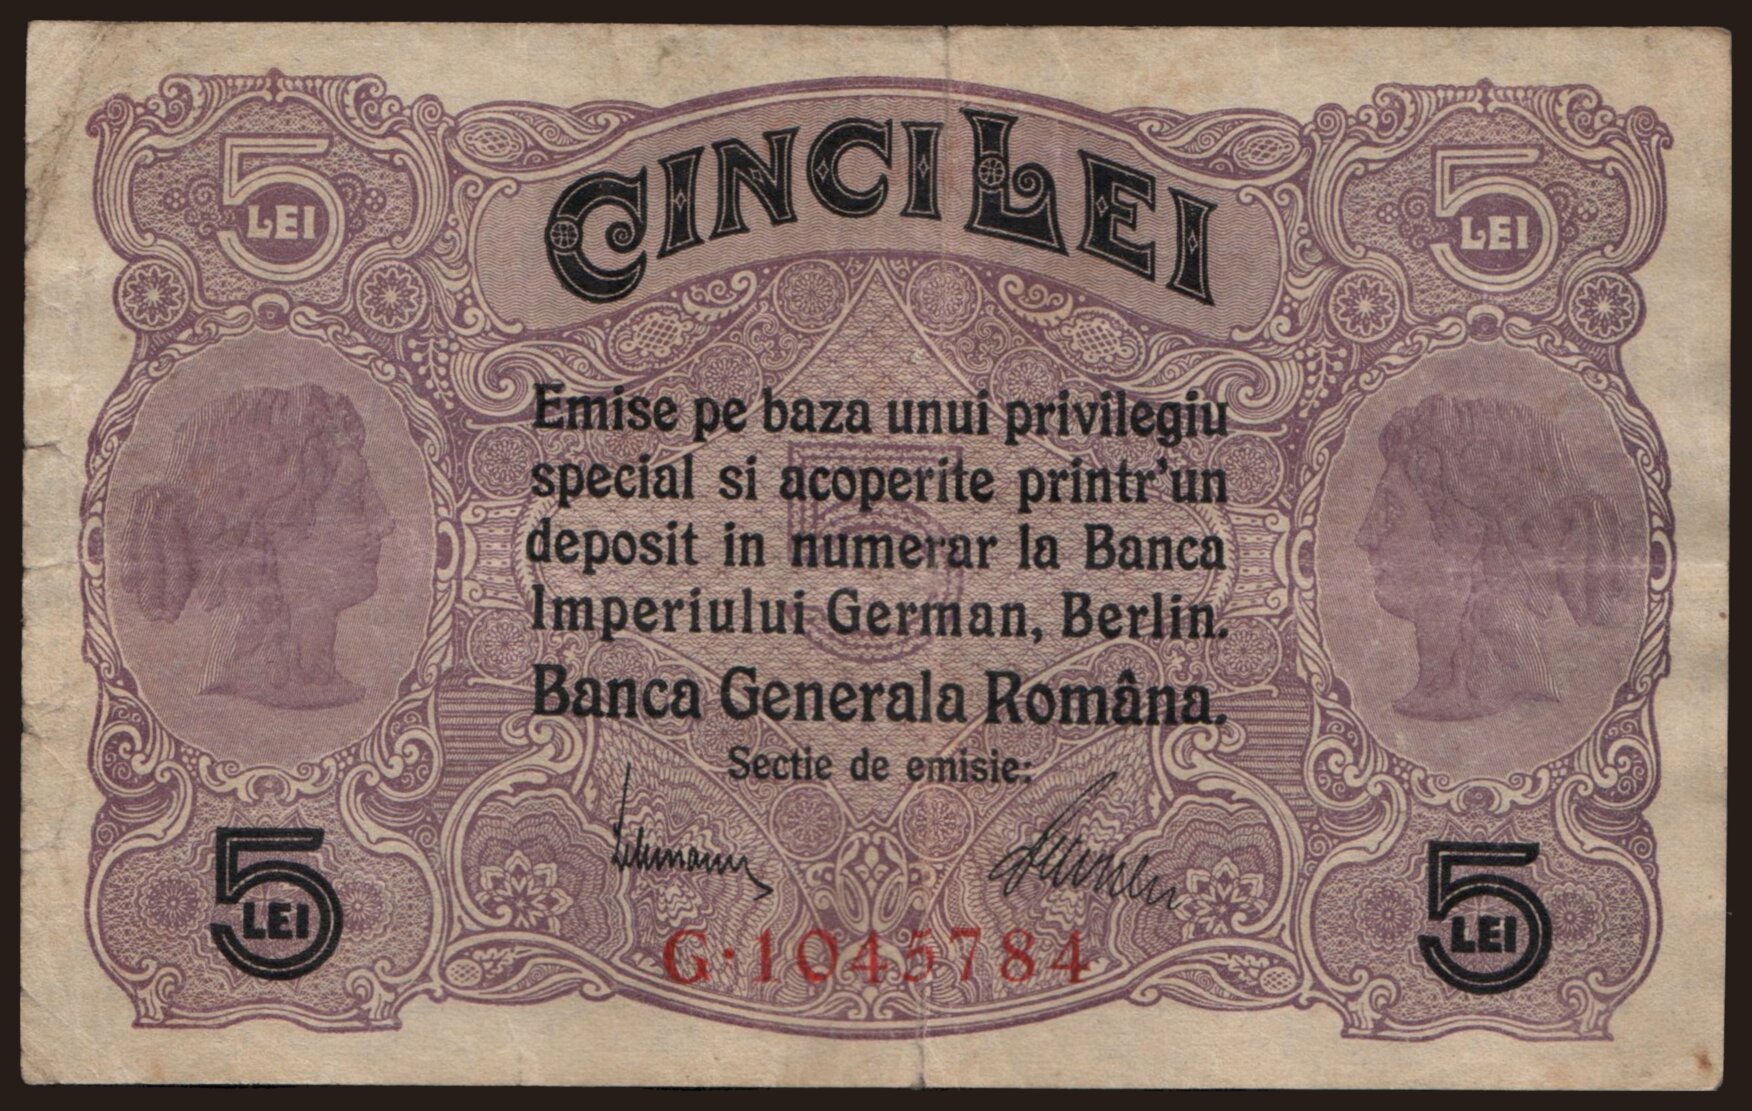 5 LEI
CINCI LEI
5 LEI
Emise pe baza unui privilegiu
special si acoperite printr'un
deposit in numerar la Banca
Imperiului German, Berlin.
Banca Generala Româna.
Sectie de emisie:
5 LEI
G·1045784
5 LEI